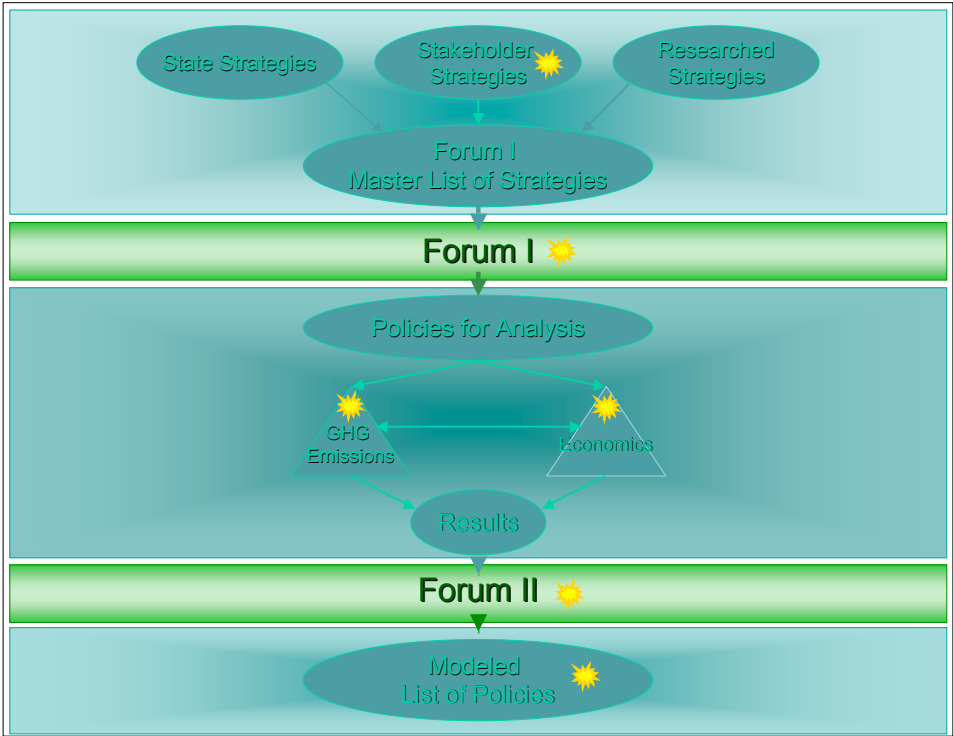 State Strategies
Stakeholder
Strategies
Researched
Strategies
Forum I
Master List of Strategies
Forum I
Policies for Analysis
GHG
Emissions
Economics
Results
Forum II
Modeled
List of Policies